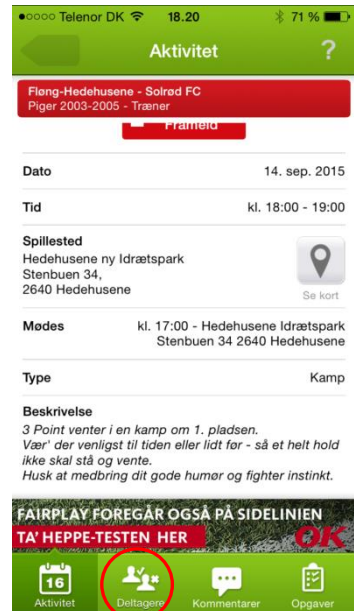 Telenor DK 18.20 71 %
Aktivitet ?
Fløng-Hedehusene - Solrød FC
Piger 2003-2005 - Træner
Frameld
Dato 14. sep. 2015
Tid kl. 18:00 - 19:00
Spillested
Hedehusene ny Idrætspark
Stenbuen 34,
2640 Hedehusene
Se kort
Mødes kl. 17:00 - Hedehusene Idrætspark
Stenbuen 34 2640 Hedehusene
Type Kamp
Beskrivelse
3 Point venter i en kamp om 1. pladsen.
Vær' der venligst til tiden eller lidt før - så et helt hold
ikke skal stå og vente.
Husk at medbring dit gode humør og fighter instinkt.
FAIRPLAY FOREGÅR OGSÅ PÅ SIDELINIEN
TA' HEPPE-TESTEN HER OK
16
Aktivitet Deltagere Kommentarer Opgaver